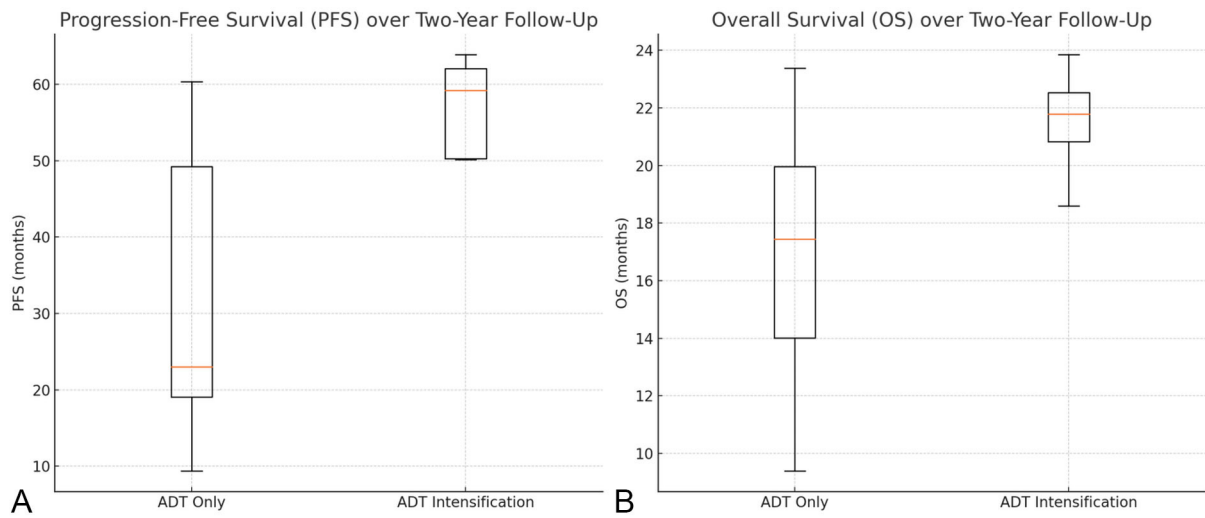 Progression-Free Survival (PFS) over Two-Year Follow-Up
PFS (months)
60
50
40
30
20
10
ADT Only
ADT Intensification
A
Overall Survival (OS) over Two-Year Follow-Up
OS (months)
24
22
20
18
16
14
12
10
ADT Only
ADT Intensification
B